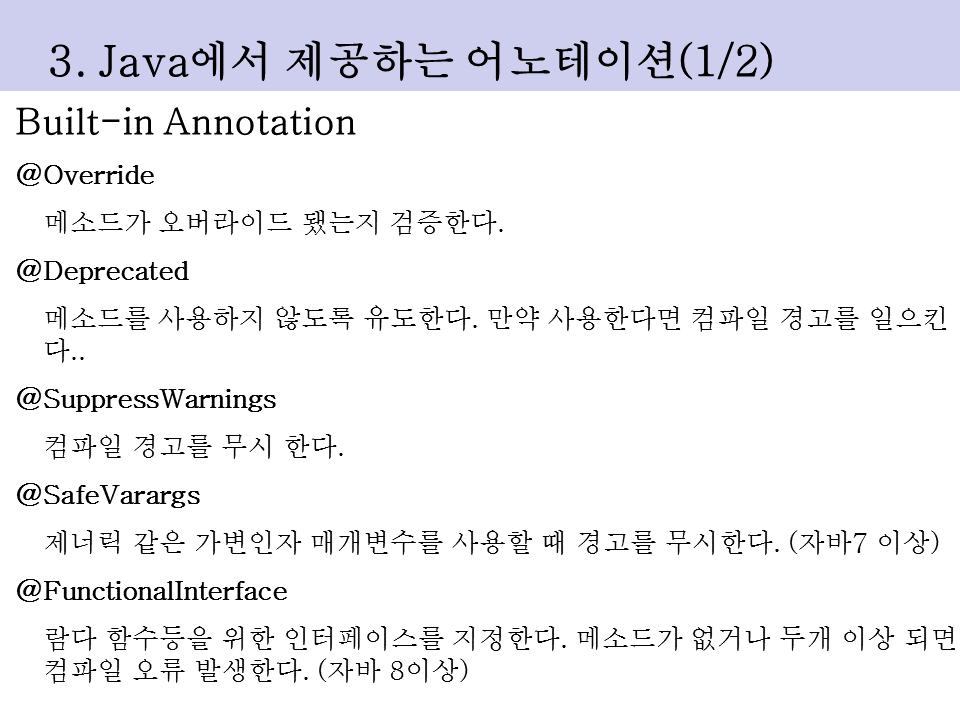 3. Java에서 제공하는 어노테이션(1/2)
Built-in Annotation
@Override
메소드가 오버라이드 됐는지 검증한다.
@Deprecated
메소드를 사용하지 않도록 유도한다. 만약 사용한다면 컴파일 경고를 일으킨
다..
@SuppressWarnings
컴파일 경고를 무시 한다.
@SafeVarargs
제너릭 같은 가변인자 매개변수를 사용할 때 경고를 무시한다. (자바7 이상)
@FunctionalInterface
람다 함수등을 위한 인터페이스를 지정한다. 메소드가 없거나 두개 이상 되면
컴파일 오류 발생한다. (자바 8이상)